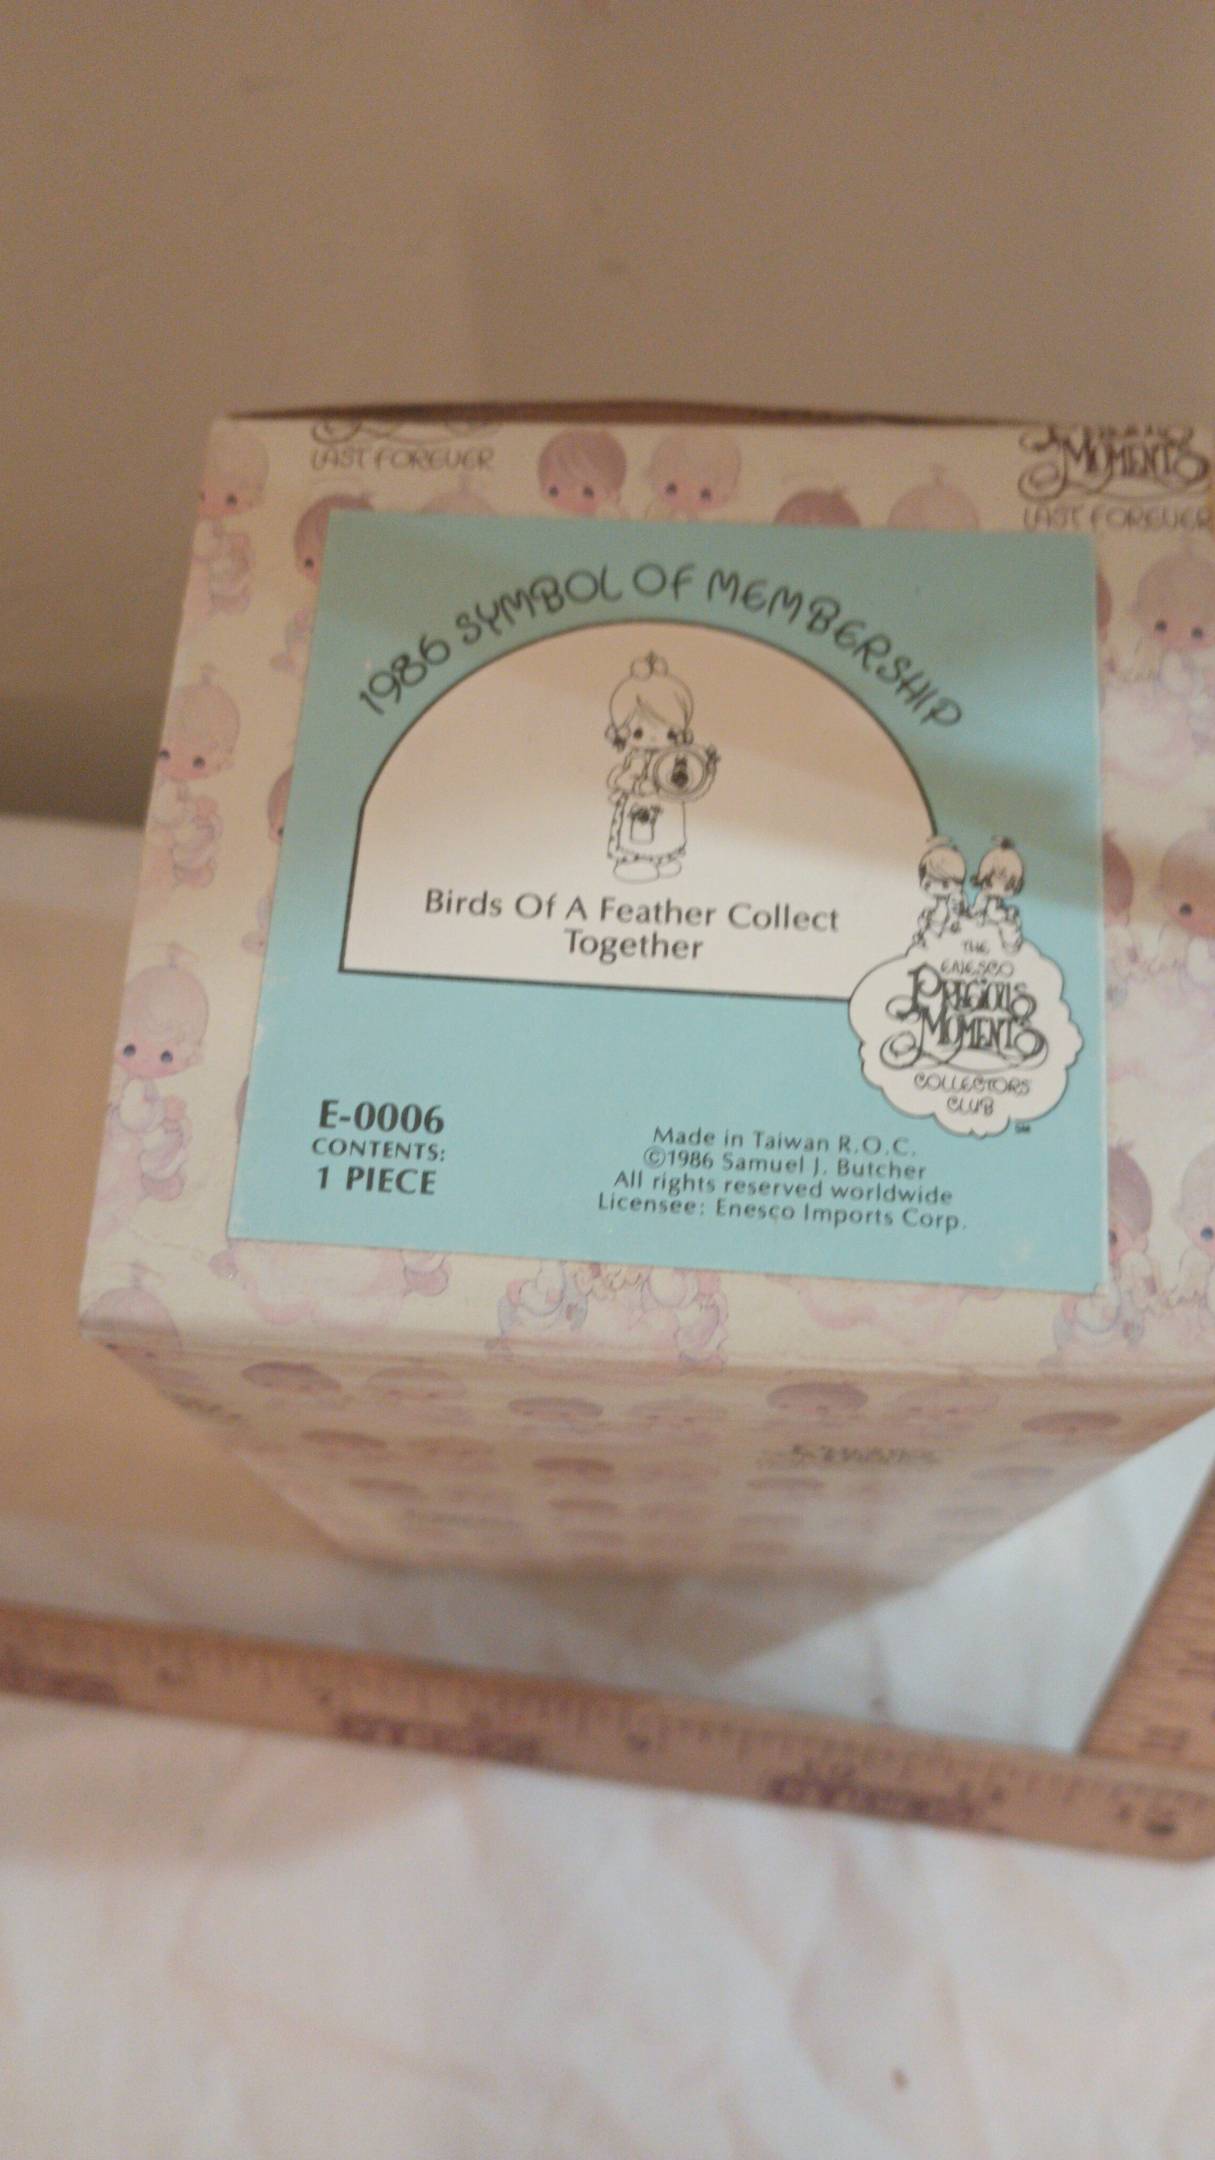 LAST FOREVER
MOMENTS
LAST FOREVER
1986 SYMBOL OF MEMBERSHIP
Birds Of A Feather Collect
Together
THE
ENESCO
PRECIOUS
MOMENTS
COLLECTORS
CLUB
SM
E-0006
CONTENTS:
1 PIECE
Made in Taiwan R.O.C.
©1986 Samuel J. Butcher
All rights reserved worldwide
Licensee: Enesco Imports Corp.